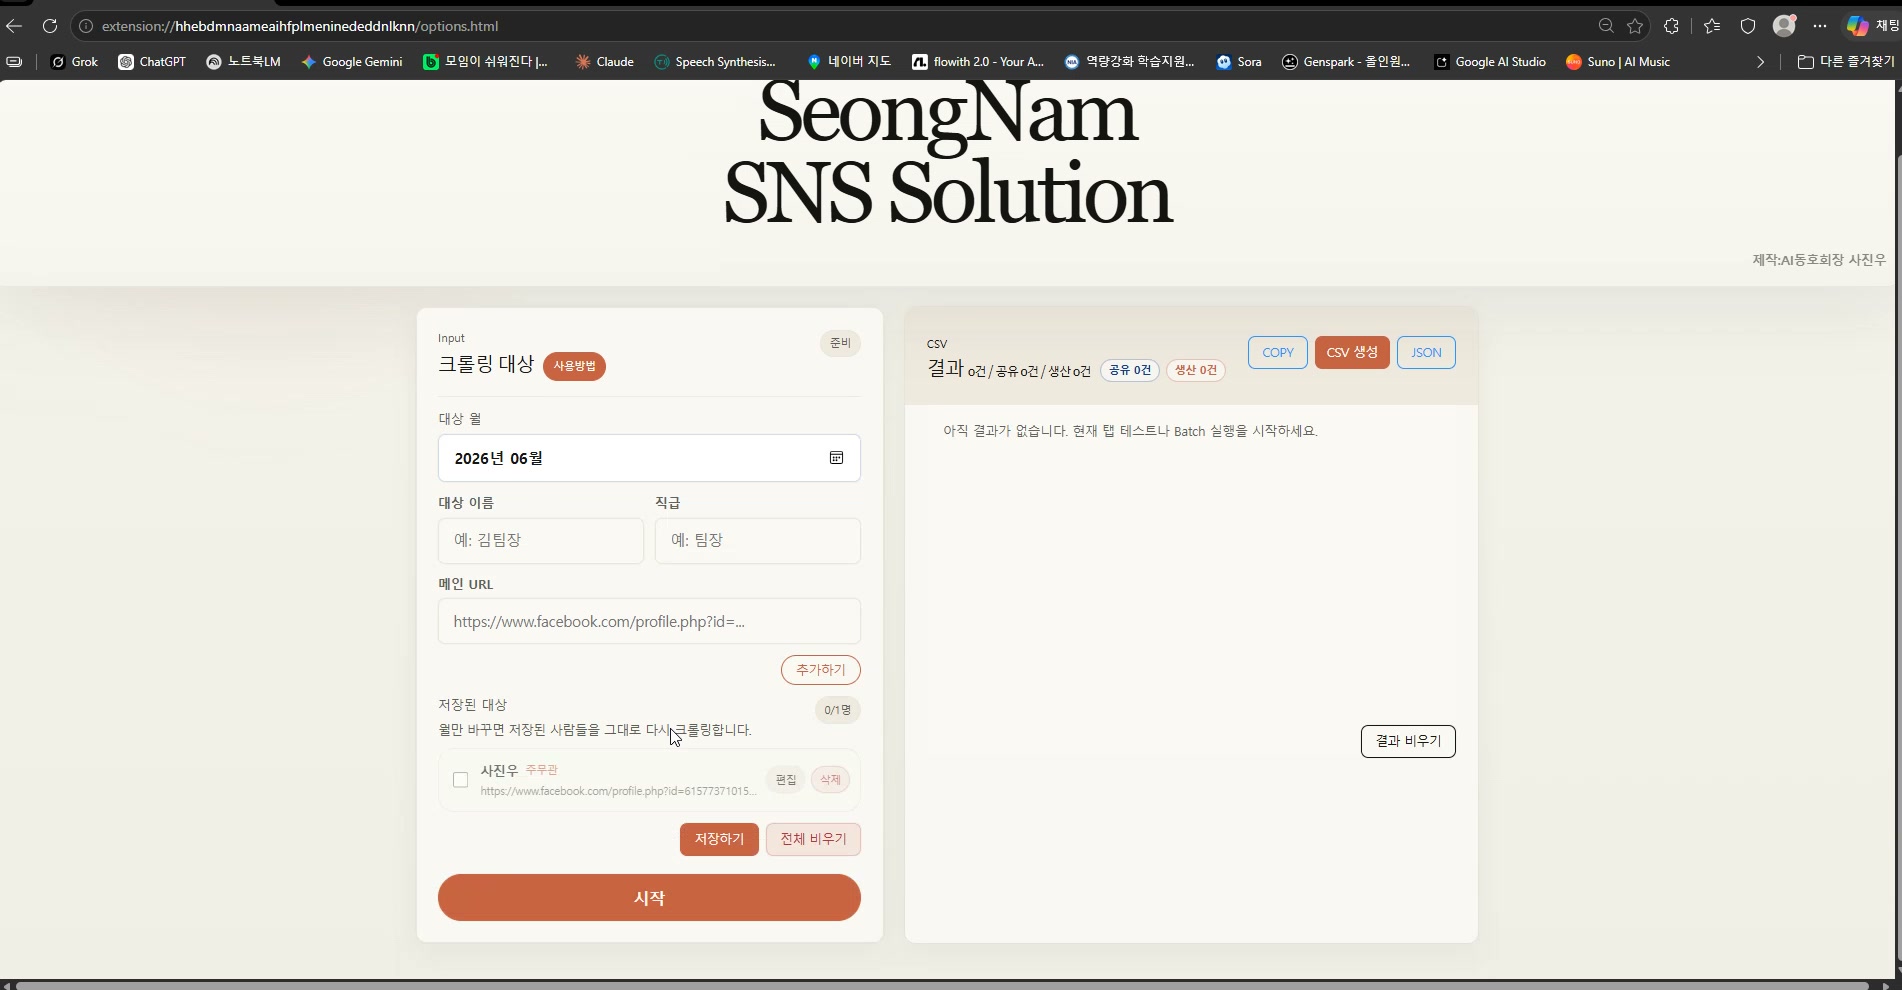 extension://hhebdmnaameaihfplmeninededdnlknn/options.html
채팅
Grok
ChatGPT
노트북LM
Google Gemini
모임이 쉬워진다 |...
Claude
Speech Synthesis...
네이버 지도
flowith 2.0 - Your A...
역량강화 학습지원...
Sora
Genspark - 올인원...
Google AI Studio
Suno | AI Music
다른 즐겨찾기
SeongNam
SNS Solution
제작:AI동호회장 사진우
Input
크롤링 대상 사용방법
준비
대상 월
2026년 06월
대상 이름 직급
예: 김팀장 예: 팀장
메인 URL
https://www.facebook.com/profile.php?id=...
추가하기
저장된 대상
0/1명
월만 바꾸면 저장된 사람들을 그대로 다시 크롤링합니다.
사진우 주무관
https://www.facebook.com/profile.php?id=61577371015...
편집 삭제
저장하기 전체 비우기
시작
CSV
결과 0건 / 공유 0건 / 생산 0건 공유 0건 생산 0건
COPY CSV 생성 JSON
아직 결과가 없습니다. 현재 탭 테스트나 Batch 실행을 시작하세요.
결과 비우기